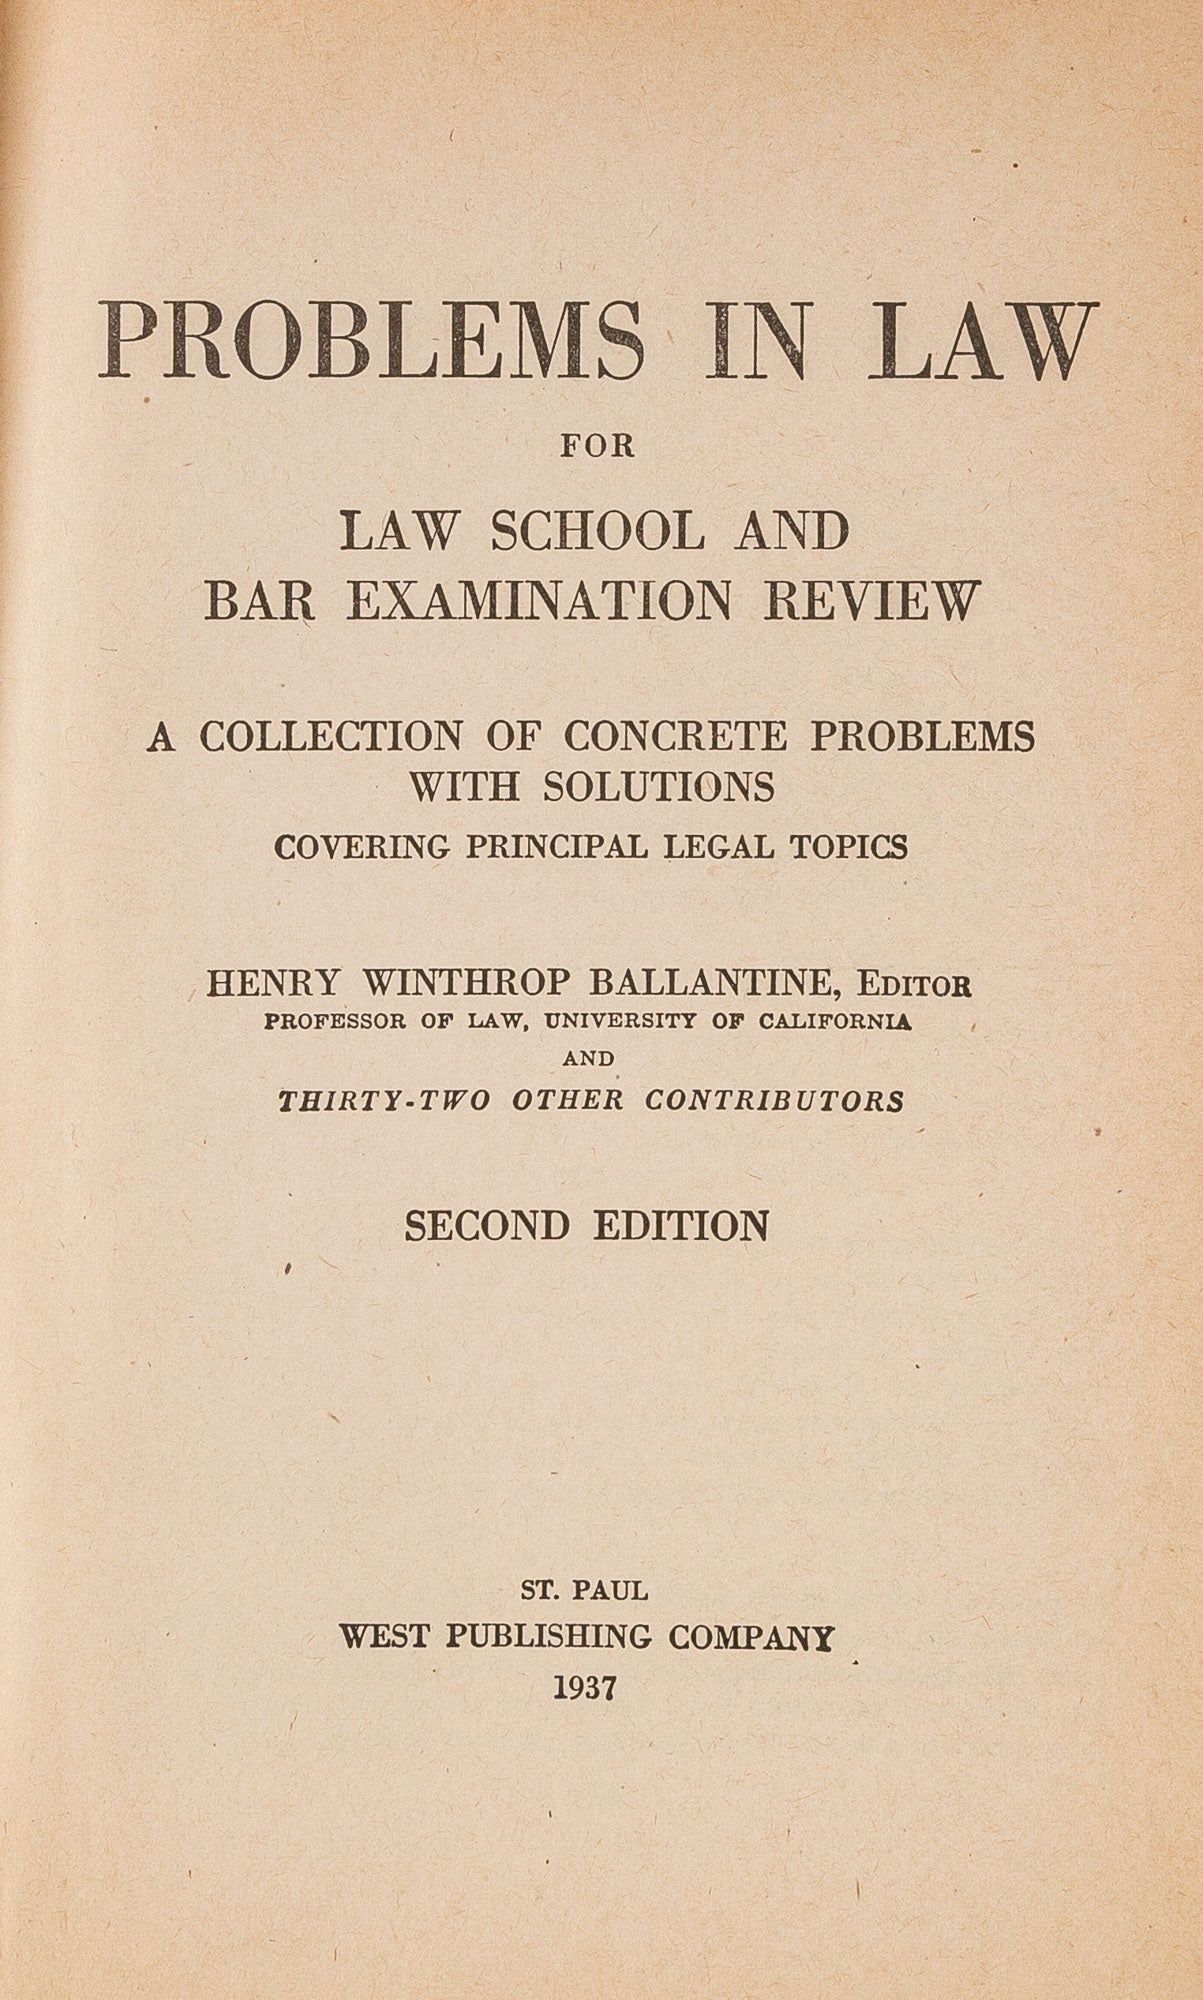 PROBLEMS IN LAW
FOR
LAW SCHOOL AND
BAR EXAMINATION REVIEW
A COLLECTION OF CONCRETE PROBLEMS
WITH SOLUTIONS
COVERING PRINCIPAL LEGAL TOPICS
HENRY WINTHROP BALLANTINE, EDITOR
PROFESSOR OF LAW, UNIVERSITY OF CALIFORNIA
AND
THIRTY-TWO OTHER CONTRIBUTORS
SECOND EDITION
ST. PAUL
WEST PUBLISHING COMPANY
1937